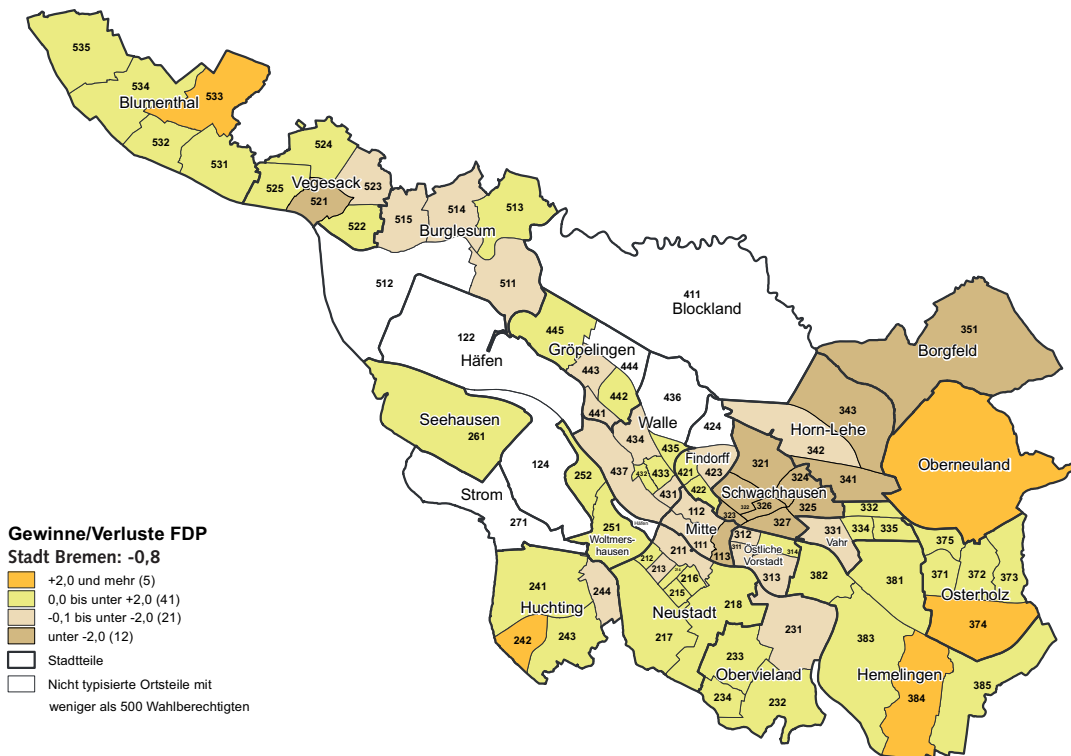 535
534
533
Blumenthal
532
531
524
Vegesack
523
525
521
522
515
514
513
Burglesum
512
511
411
Blockland
122
Häfen
445
Gröpelingen
443
444
442
441
436
351
Borgfeld
343
Horn-Lehe
342
Seehausen
261
Walle
434
424
435
Findorff
423
321
324
341
Oberneuland
124
252
437
432
433
421
422
431
Schwachhausen
322
326
325
323
327
332
Strom
271
112
Mitte
111
113
Häfen
251
Woltmers-
hausen
312
311
Östliche
Vorstadt
314
313
331
Vahr
334
335
375
212
211
213
216
215
Neustadt
218
217
382
381
371
372
373
Osterholz
374
241
244
Huchting
242
243
231
233
Obervieland
234
232
383
Hemelingen
384
385
Gewinne/Verluste FDP
Stadt Bremen: -0,8
+2,0 und mehr (5)
0,0 bis unter +2,0 (41)
-0,1 bis unter -2,0 (21)
unter -2,0 (12)
Stadtteile
Nicht typisierte Ortsteile mit
weniger als 500 Wahlberechtigten